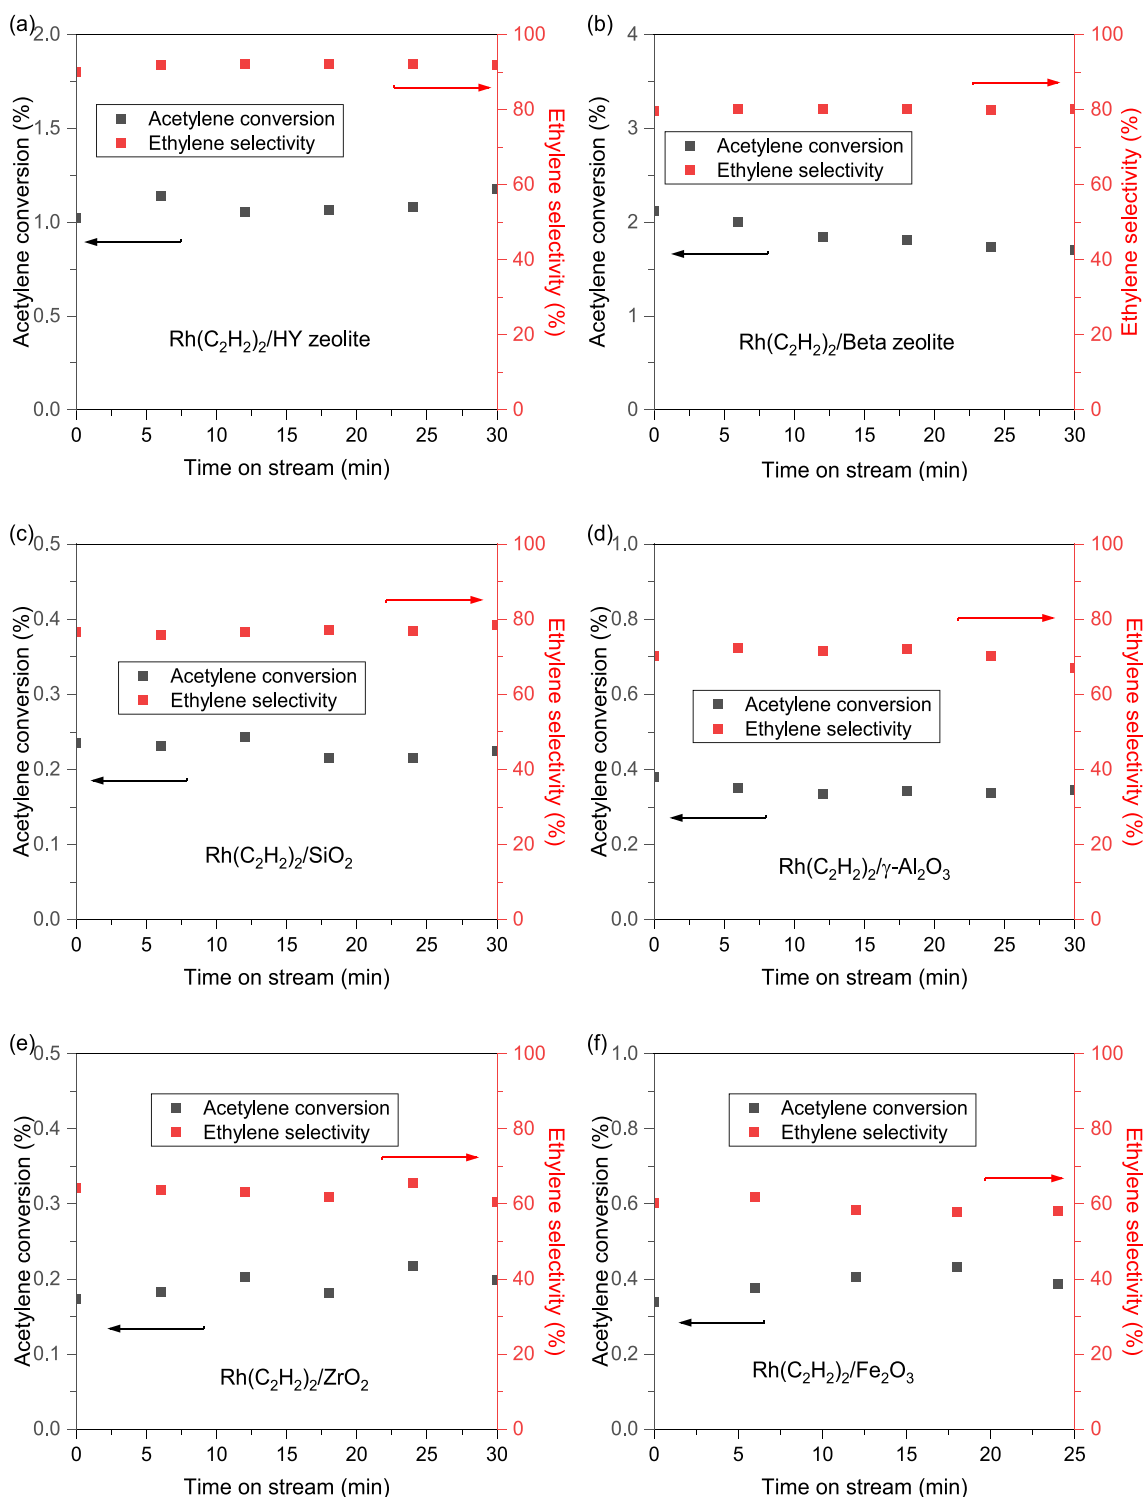 (a)
2.0
1.5
1.0
0.5
0.0
Acetylene conversion (%)
Acetylene conversion
Ethylene selectivity
Rh(C₂H₂)₂/HY zeolite
100
80
60
40
20
0
Ethylene selectivity (%)
0 5 10 15 20 25 30
Time on stream (min)
(b)
4
3
2
1
0
Acetylene conversion (%)
Acetylene conversion
Ethylene selectivity
Rh(C₂H₂)₂/Beta zeolite
100
80
60
40
20
0
Ethylene selectivity (%)
0 5 10 15 20 25 30
Time on stream (min)
(c)
0.5
0.4
0.3
0.2
0.1
0.0
Acetylene conversion (%)
Acetylene conversion
Ethylene selectivity
Rh(C₂H₂)₂/SiO₂
100
80
60
40
20
0
Ethylene selectivity (%)
0 5 10 15 20 25 30
Time on stream (min)
(d)
1.0
0.8
0.6
0.4
0.2
0.0
Acetylene conversion (%)
Acetylene conversion
Ethylene selectivity
Rh(C₂H₂)₂/γ-Al₂O₃
100
80
60
40
20
0
Ethylene selectivity (%)
0 5 10 15 20 25 30
Time on stream (min)
(e)
0.5
0.4
0.3
0.2
0.1
0.0
Acetylene conversion (%)
Acetylene conversion
Ethylene selectivity
Rh(C₂H₂)₂/ZrO₂
100
80
60
40
20
0
Ethylene selectivity (%)
0 5 10 15 20 25 30
Time on stream (min)
(f)
1.0
0.8
0.6
0.4
0.2
0.0
Acetylene conversion (%)
Acetylene conversion
Ethylene selectivity
Rh(C₂H₂)₂/Fe₂O₃
100
80
60
40
20
0
Ethylene selectivity (%)
0 5 10 15 20 25
Time on stream (min)